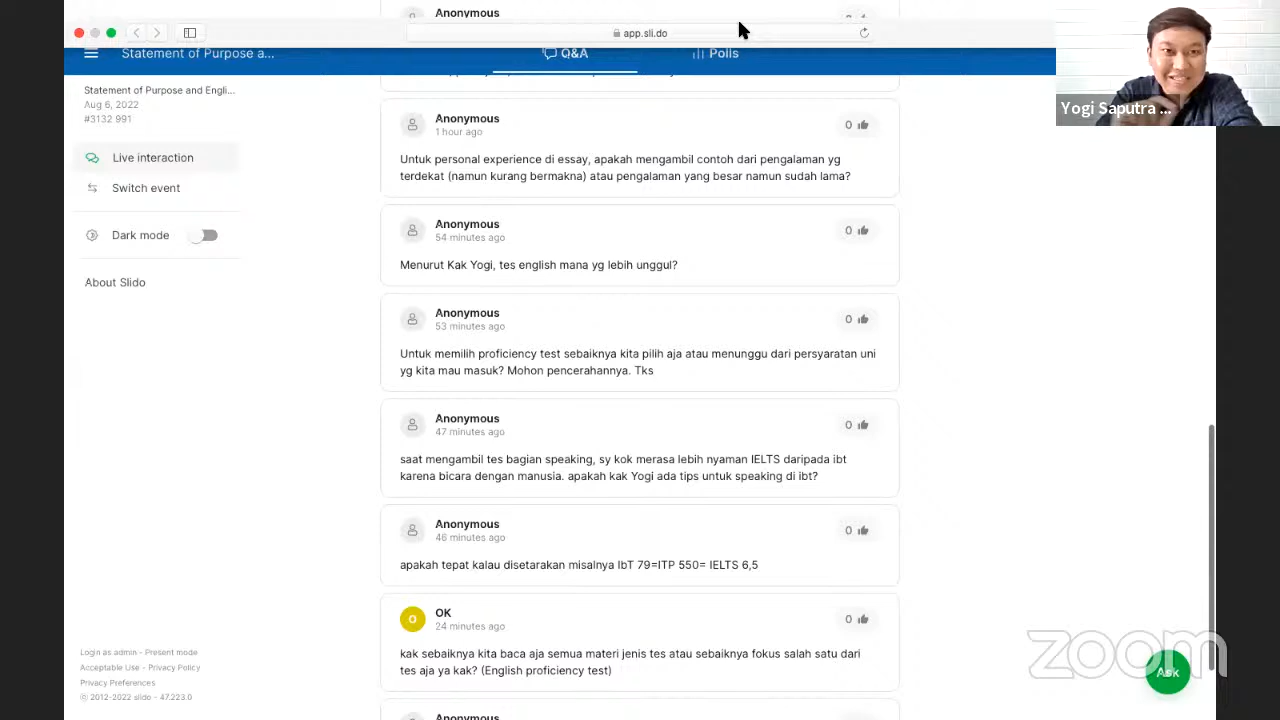 Anonymous
app.sli.do
Statement of Purpose a...
Q&A
Polls
Yogi Saputra ...
Statement of Purpose and Engli...
Aug 6, 2022
#3132 991
Live interaction
Switch event
Dark mode
About Slido
Anonymous
1 hour ago
0
Untuk personal experience di essay, apakah mengambil contoh dari pengalaman yg
terdekat (namun kurang bermakna) atau pengalaman yang besar namun sudah lama?
Anonymous
54 minutes ago
0
Menurut Kak Yogi, tes english mana yg lebih unggul?
Anonymous
53 minutes ago
0
Untuk memilih proficiency test sebaiknya kita pilih aja atau menunggu dari persyaratan uni
yg kita mau masuk? Mohon pencerahannya. Tks
Anonymous
47 minutes ago
0
saat mengambil tes bagian speaking, sy kok merasa lebih nyaman IELTS daripada ibt
karena bicara dengan manusia. apakah kak Yogi ada tips untuk speaking di ibt?
Anonymous
46 minutes ago
0
apakah tepat kalau disetarakan misalnya IbT 79=ITP 550= IELTS 6,5
O
OK
24 minutes ago
0
kak sebaiknya kita baca aja semua materi jenis tes atau sebaiknya fokus salah satu dari
tes aja ya kak? (English proficiency test)
Anonymous
Login as admin - Present mode
Acceptable Use - Privacy Policy
Privacy Preferences
© 2012-2022 slido - 47.223.0
zoom
Ask